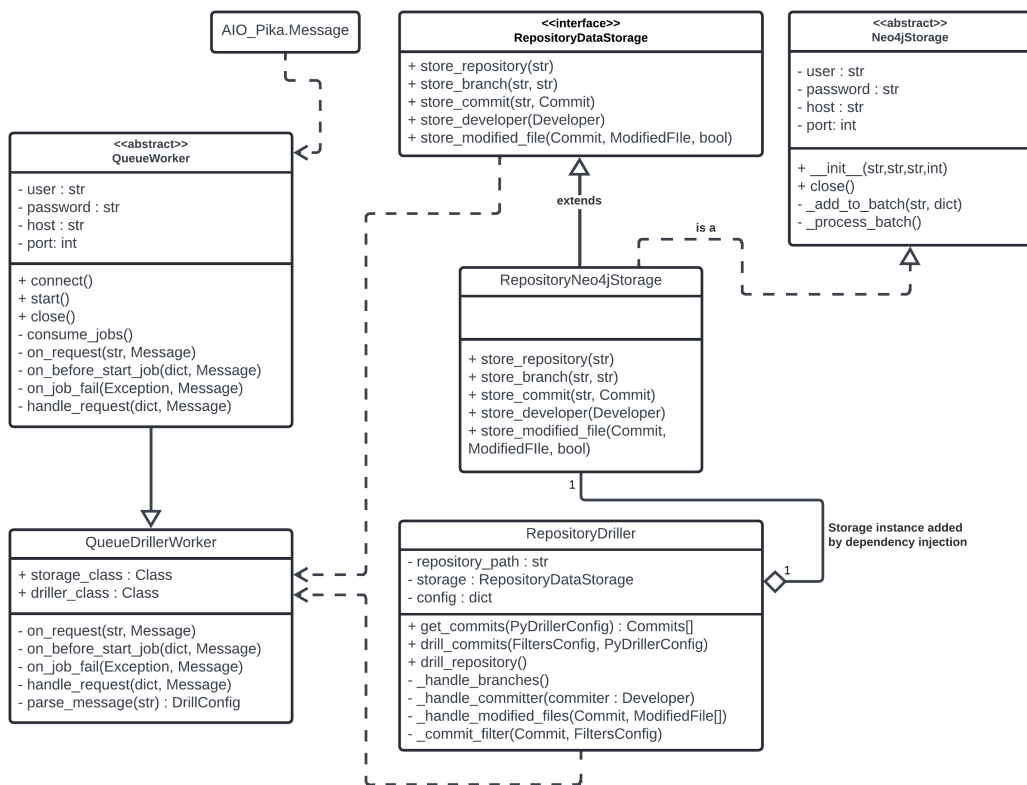 AIO_Pika.Message
<<interface>>
RepositoryDataStorage
+ store_repository(str)
+ store_branch(str, str)
+ store_commit(str, Commit)
+ store_developer(Developer)
+ store_modified_file(Commit, ModifiedFIle, bool)
<<abstract>>
Neo4jStorage
- user : str
- password : str
- host : str
- port: int
+ __init__(str,str,str,int)
+ close()
- _add_to_batch(str, dict)
- _process_batch()
<<abstract>>
QueueWorker
- user : str
- password : str
- host : str
- port: int
+ connect()
+ start()
+ close()
- consume_jobs()
- on_request(str, Message)
- on_before_start_job(dict, Message)
- on_job_fail(Exception, Message)
- handle_request(dict, Message)
extends
is a
RepositoryNeo4jStorage
+ store_repository(str)
+ store_branch(str, str)
+ store_commit(str, Commit)
+ store_developer(Developer)
+ store_modified_file(Commit,
ModifiedFIle, bool)
1
Storage instance added
by dependency injection
1
QueueDrillerWorker
+ storage_class : Class
+ driller_class : Class
- on_request(str, Message)
- on_before_start_job(dict, Message)
- on_job_fail(Exception, Message)
- handle_request(dict, Message)
- parse_message(str) : DrillConfig
RepositoryDriller
- repository_path : str
- storage : RepositoryDataStorage
- config : dict
+ get_commits(PyDrillerConfig) : Commits[]
+ drill_commits(FiltersConfig, PyDrillerConfig)
+ drill_repository()
- _handle_branches()
- _handle_committer(commiter : Developer)
- _handle_modified_files(Commit, ModifiedFile[])
- _commit_filter(Commit, FiltersConfig)